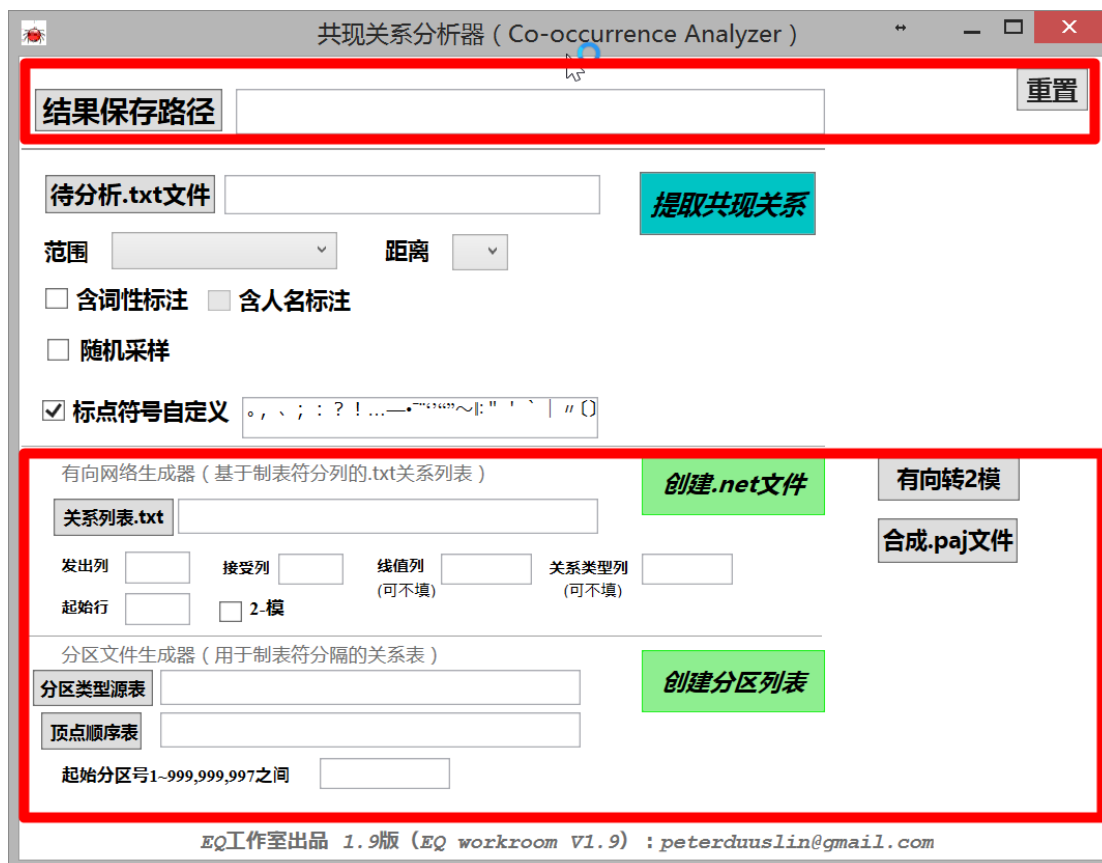 共现关系分析器（Co-occurrence Analyzer）
重置
结果保存路径
待分析.txt文件
提取共现关系
范围 距离
含词性标注 含人名标注
随机采样
标点符号自定义
有向网络生成器（基于制表符分列的.txt关系列表）
创建.net文件 有向转2模
关系列表.txt
合成.paj文件
发出列 接受列 线值列 关系类型列
(可不填) (可不填)
起始行 2-模
分区文件生成器（用于制表符分隔的关系表）
分区类型源表
创建分区列表
顶点顺序表
起始分区号1~999,999,997之间
EQ工作室出品 1.9版（EQ workroom V1.9）：peterduuslin@gmail.com